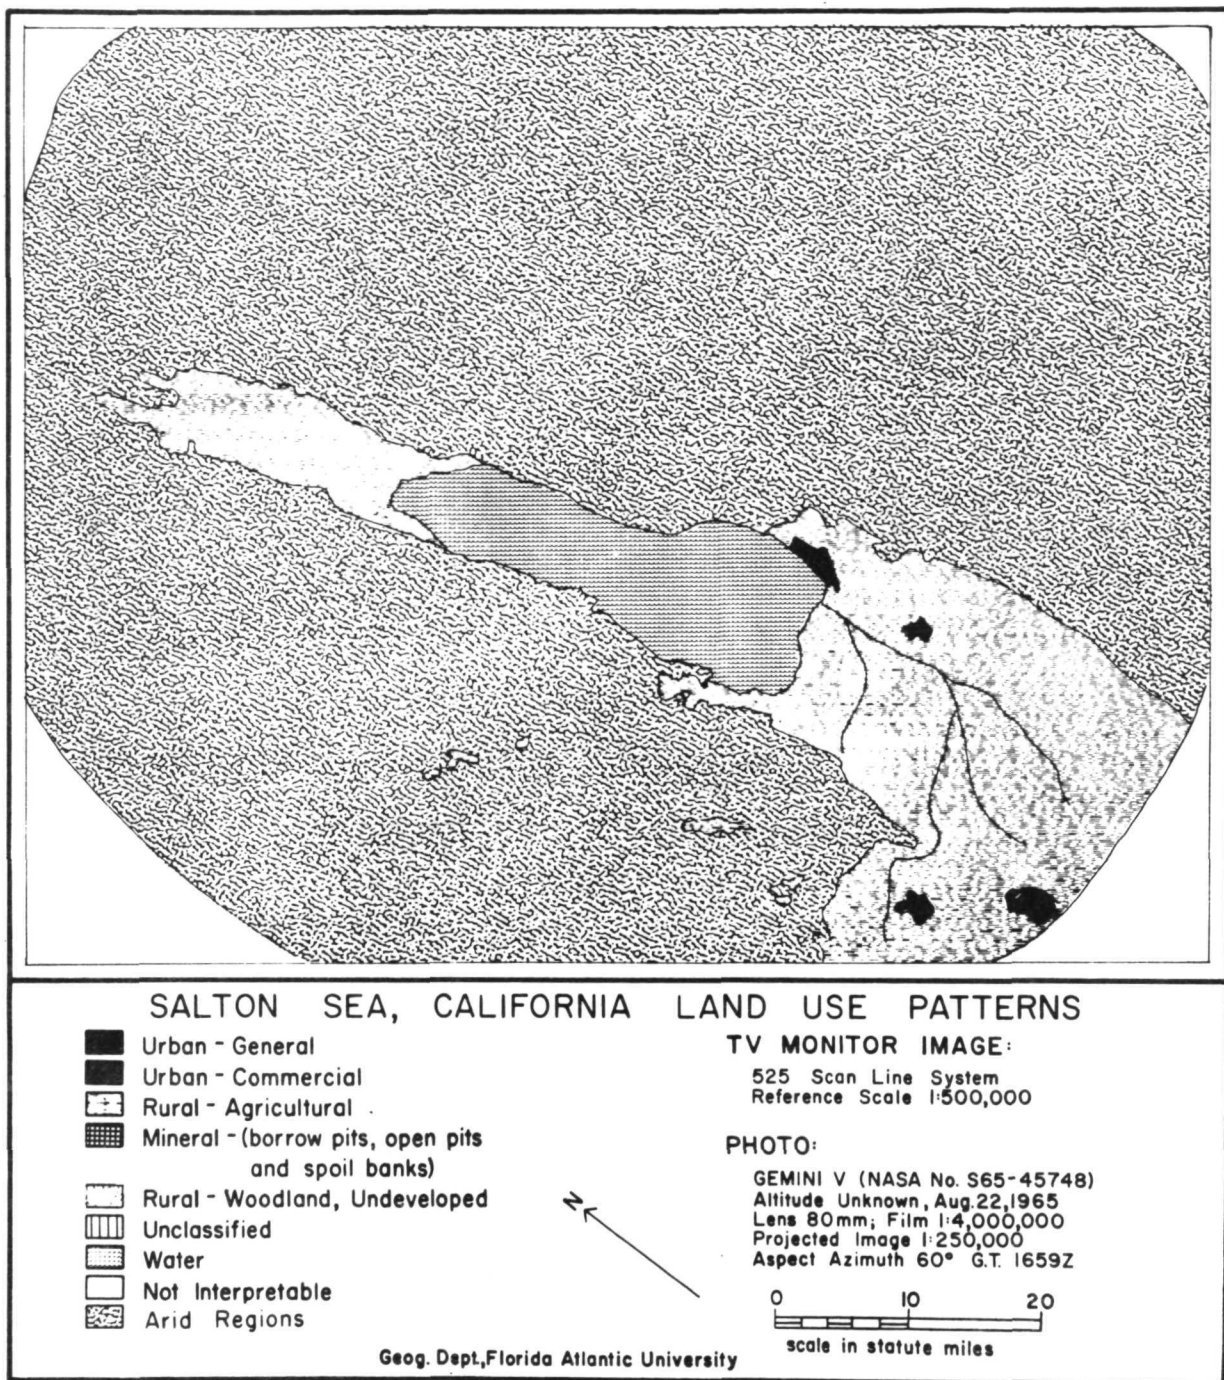 SALTON SEA, CALIFORNIA LAND USE PATTERNS
Urban - General
Urban - Commercial
Rural - Agricultural
Mineral - (borrow pits, open pits
and spoil banks)
Rural - Woodland, Undeveloped
Unclassified
Water
Not Interpretable
Arid Regions
N
TV MONITOR IMAGE:
525 Scan Line System
Reference Scale 1:500,000
PHOTO:
GEMINI V (NASA No. S65-45748)
Altitude Unknown, Aug. 22, 1965
Lens 80mm; Film 1:4,000,000
Projected Image 1:250,000
Aspect Azimuth 60° G.T. 1659Z
0 10 20
scale in statute miles
Geog. Dept., Florida Atlantic University